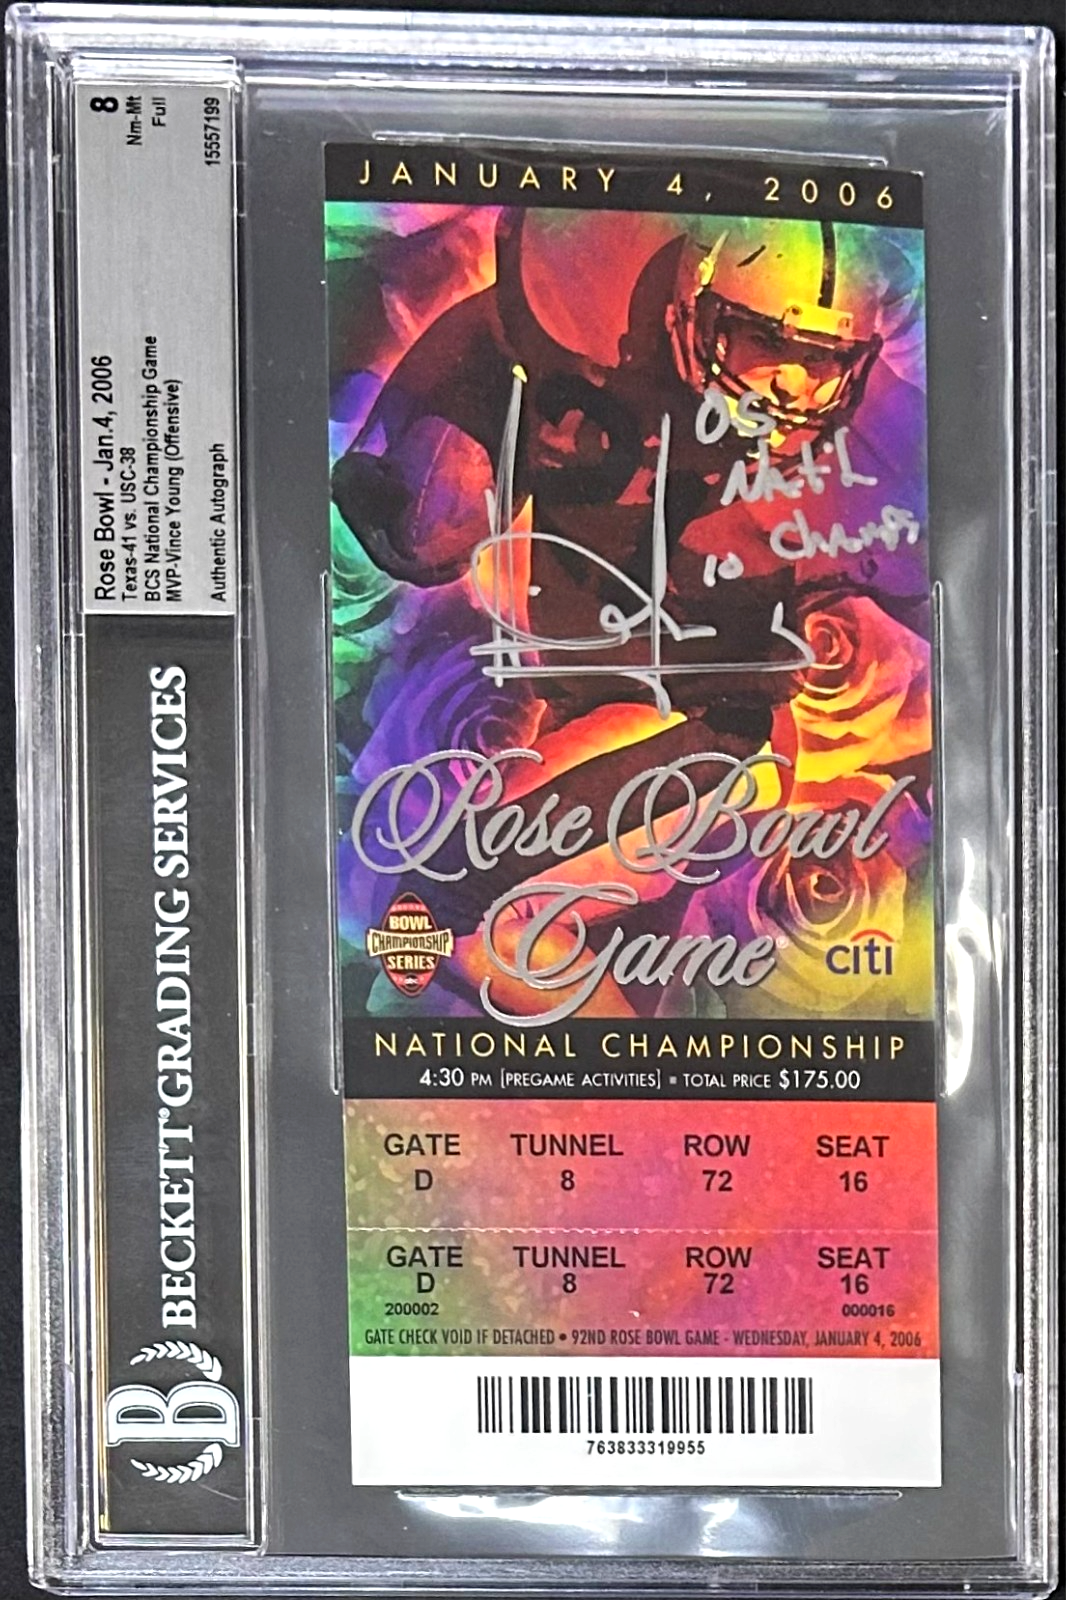 8
Nm-Mt
Full
15557199
Rose Bowl - Jan.4, 2006
Texas-41 vs. USC-38
BCS National Championship Game
MVP-Vince Young (Offensive)
Authentic Autograph
BECKETT® GRADING SERVICES
B
JANUARY 4, 2006
05
Nat'l
Champs
10
Rose Bowl
Game®
BOWL
CHAMPIONSHIP
SERIES
abc
citi
NATIONAL CHAMPIONSHIP
4:30 PM [PREGAME ACTIVITIES] ▪ TOTAL PRICE $175.00
GATE TUNNEL ROW SEAT
D 8 72 16
GATE TUNNEL ROW SEAT
D 8 72 16
200002 000016
GATE CHECK VOID IF DETACHED • 92ND ROSE BOWL GAME - WEDNESDAY, JANUARY 4, 2006
763833319955